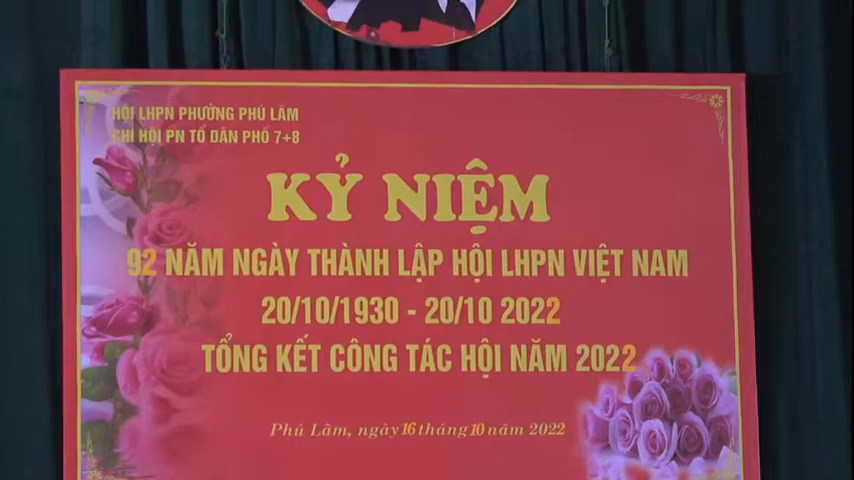 HỘI LHPN PHƯỜNG PHÚ LÃM
CHI HỘI PN TỔ DÂN PHỐ 7+8
KỶ NIỆM
92 NĂM NGÀY THÀNH LẬP HỘI LHPN VIỆT NAM
20/10/1930 - 20/10 2022
TỔNG KẾT CÔNG TÁC HỘI NĂM 2022
Phú Lãm, ngày 16 tháng 10 năm 2022